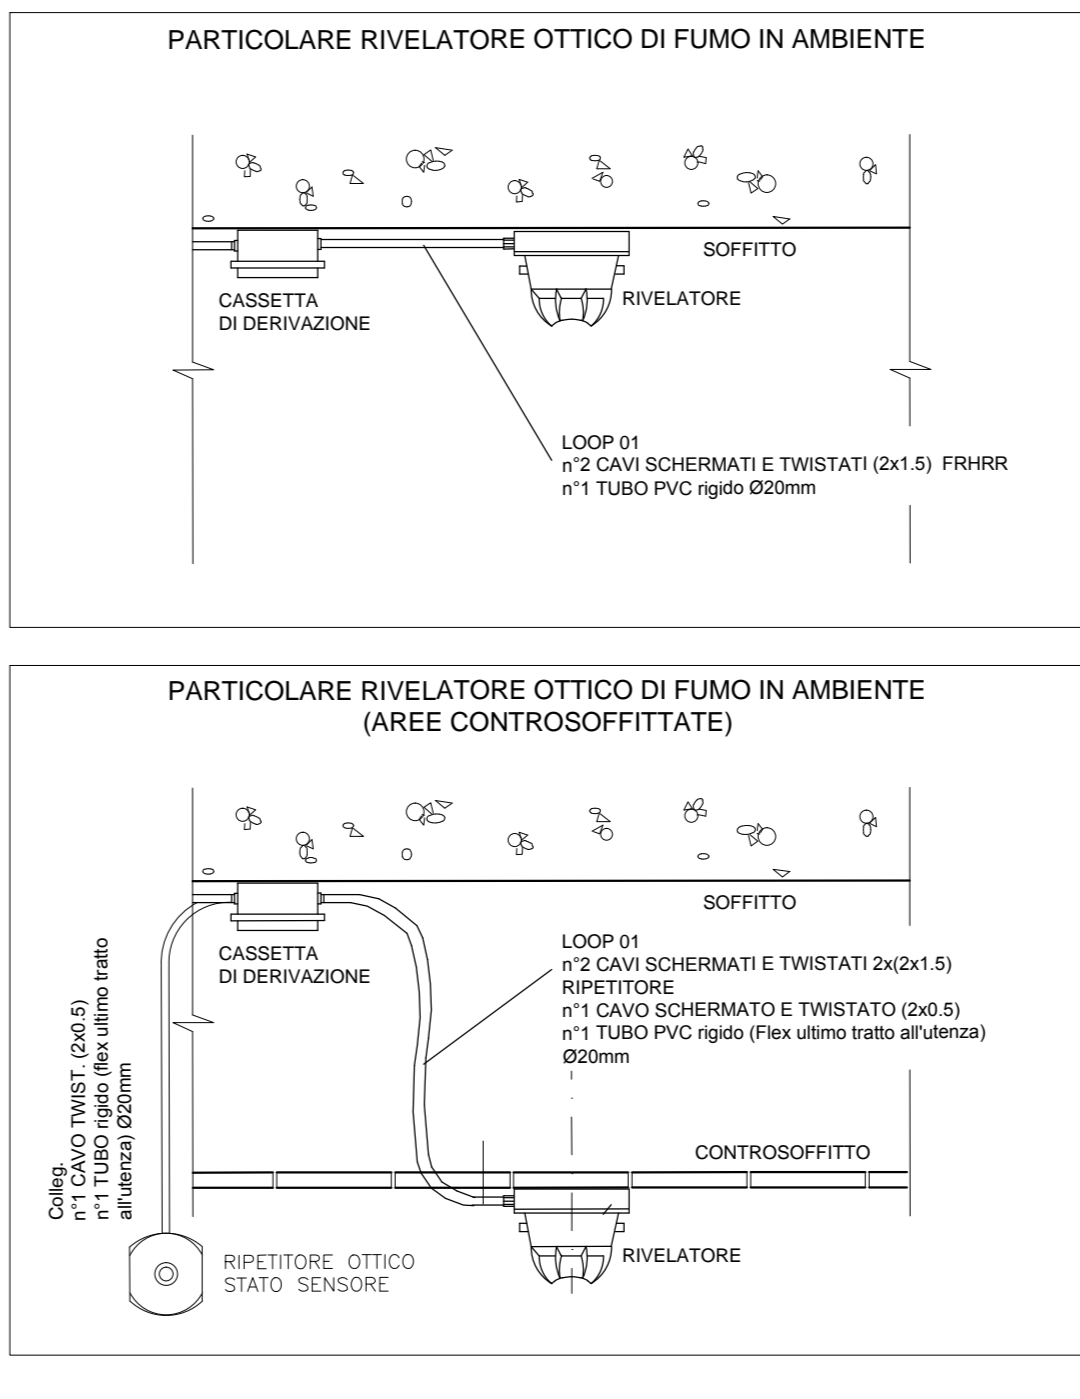 PARTICOLARE RIVELATORE OTTICO DI FUMO IN AMBIENTE
SOFFITTO
CASSETTA
DI DERIVAZIONE
RIVELATORE
LOOP 01
n°2 CAVI SCHERMATI E TWISTATI (2x1.5) FRHRR
n°1 TUBO PVC rigido Ø20mm
PARTICOLARE RIVELATORE OTTICO DI FUMO IN AMBIENTE
(AREE CONTROSOFFITTATE)
SOFFITTO
CASSETTA
DI DERIVAZIONE
LOOP 01
n°2 CAVI SCHERMATI E TWISTATI 2x(2x1.5)
RIPETITORE
n°1 CAVO SCHERMATO E TWISTATO (2x0.5)
n°1 TUBO PVC rigido (Flex ultimo tratto all'utenza)
Ø20mm
Colleg.
n°1 CAVO TWIST. (2x0.5)
n°1 TUBO rigido (flex ultimo tratto
all'utenza) Ø20mm
CONTROSOFFITTO
RIVELATORE
RIPETITORE OTTICO
STATO SENSORE